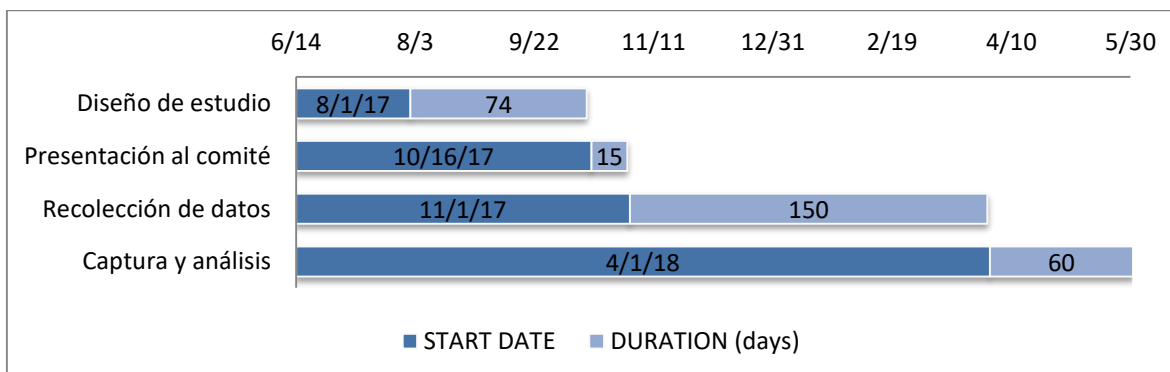 6/14 8/3 9/22 11/11 12/31 2/19 4/10 5/30
Diseño de estudio 8/1/17 74
Presentación al comité 10/16/17 15
Recolección de datos 11/1/17 150
Captura y análisis 4/1/18 60
START DATE DURATION (days)